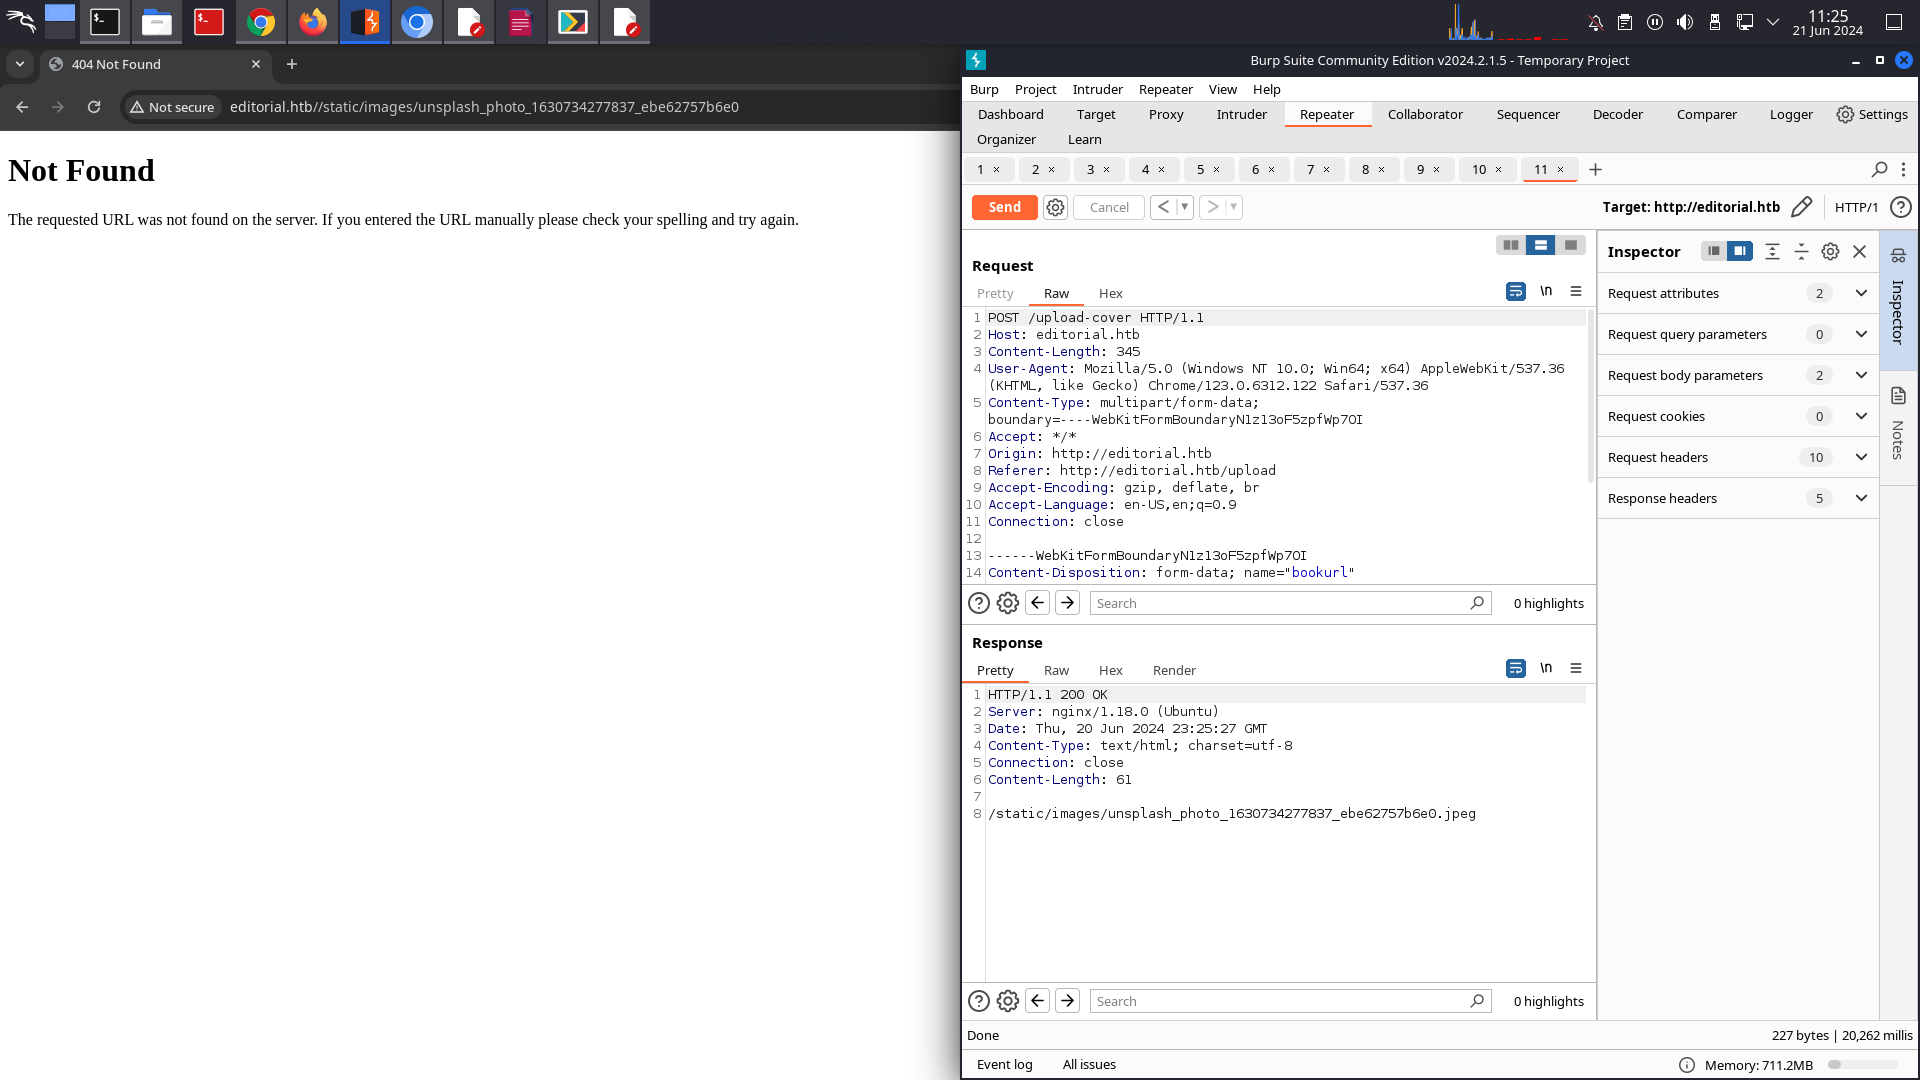 11:25
21 Jun 2024
404 Not Found
Not secure
editorial.htb//static/images/unsplash_photo_1630734277837_ebe62757b6e0
Not Found
The requested URL was not found on the server. If you entered the URL manually please check your spelling and try again.
Burp Suite Community Edition v2024.2.1.5 - Temporary Project
Burp Project Intruder Repeater View Help
Dashboard Target Proxy Intruder Repeater Collaborator Sequencer Decoder Comparer Logger Settings
Organizer Learn
1 × 2 × 3 × 4 × 5 × 6 × 7 × 8 × 9 × 10 × 11 × +
Send Cancel < > Target: http://editorial.htb HTTP/1 ?
Request
Pretty Raw Hex \n
1 POST /upload-cover HTTP/1.1
2 Host: editorial.htb
3 Content-Length: 345
4 User-Agent: Mozilla/5.0 (Windows NT 10.0; Win64; x64) AppleWebKit/537.36
(KHTML, like Gecko) Chrome/123.0.6312.122 Safari/537.36
5 Content-Type: multipart/form-data;
boundary=----WebKitFormBoundaryN1z13oF5zpfWp7OI
6 Accept: */*
7 Origin: http://editorial.htb
8 Referer: http://editorial.htb/upload
9 Accept-Encoding: gzip, deflate, br
10 Accept-Language: en-US,en;q=0.9
11 Connection: close
12
13 ------WebKitFormBoundaryN1z13oF5zpfWp7OI
14 Content-Disposition: form-data; name="bookurl"
? Search 0 highlights
Response
Pretty Raw Hex Render \n
1 HTTP/1.1 200 OK
2 Server: nginx/1.18.0 (Ubuntu)
3 Date: Thu, 20 Jun 2024 23:25:27 GMT
4 Content-Type: text/html; charset=utf-8
5 Connection: close
6 Content-Length: 61
7
8 /static/images/unsplash_photo_1630734277837_ebe62757b6e0.jpeg
? Search 0 highlights
Inspector
Request attributes 2
Request query parameters 0
Request body parameters 2
Request cookies 0
Request headers 10
Response headers 5
Inspector
Notes
Done 227 bytes | 20,262 millis
Event log All issues Memory: 711.2MB